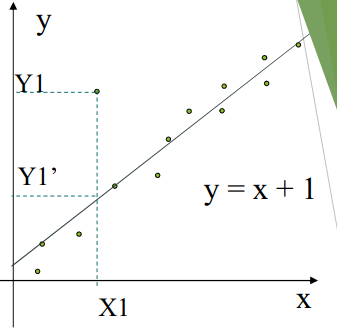 y
Y1
Y1’
y = x + 1
X1
x